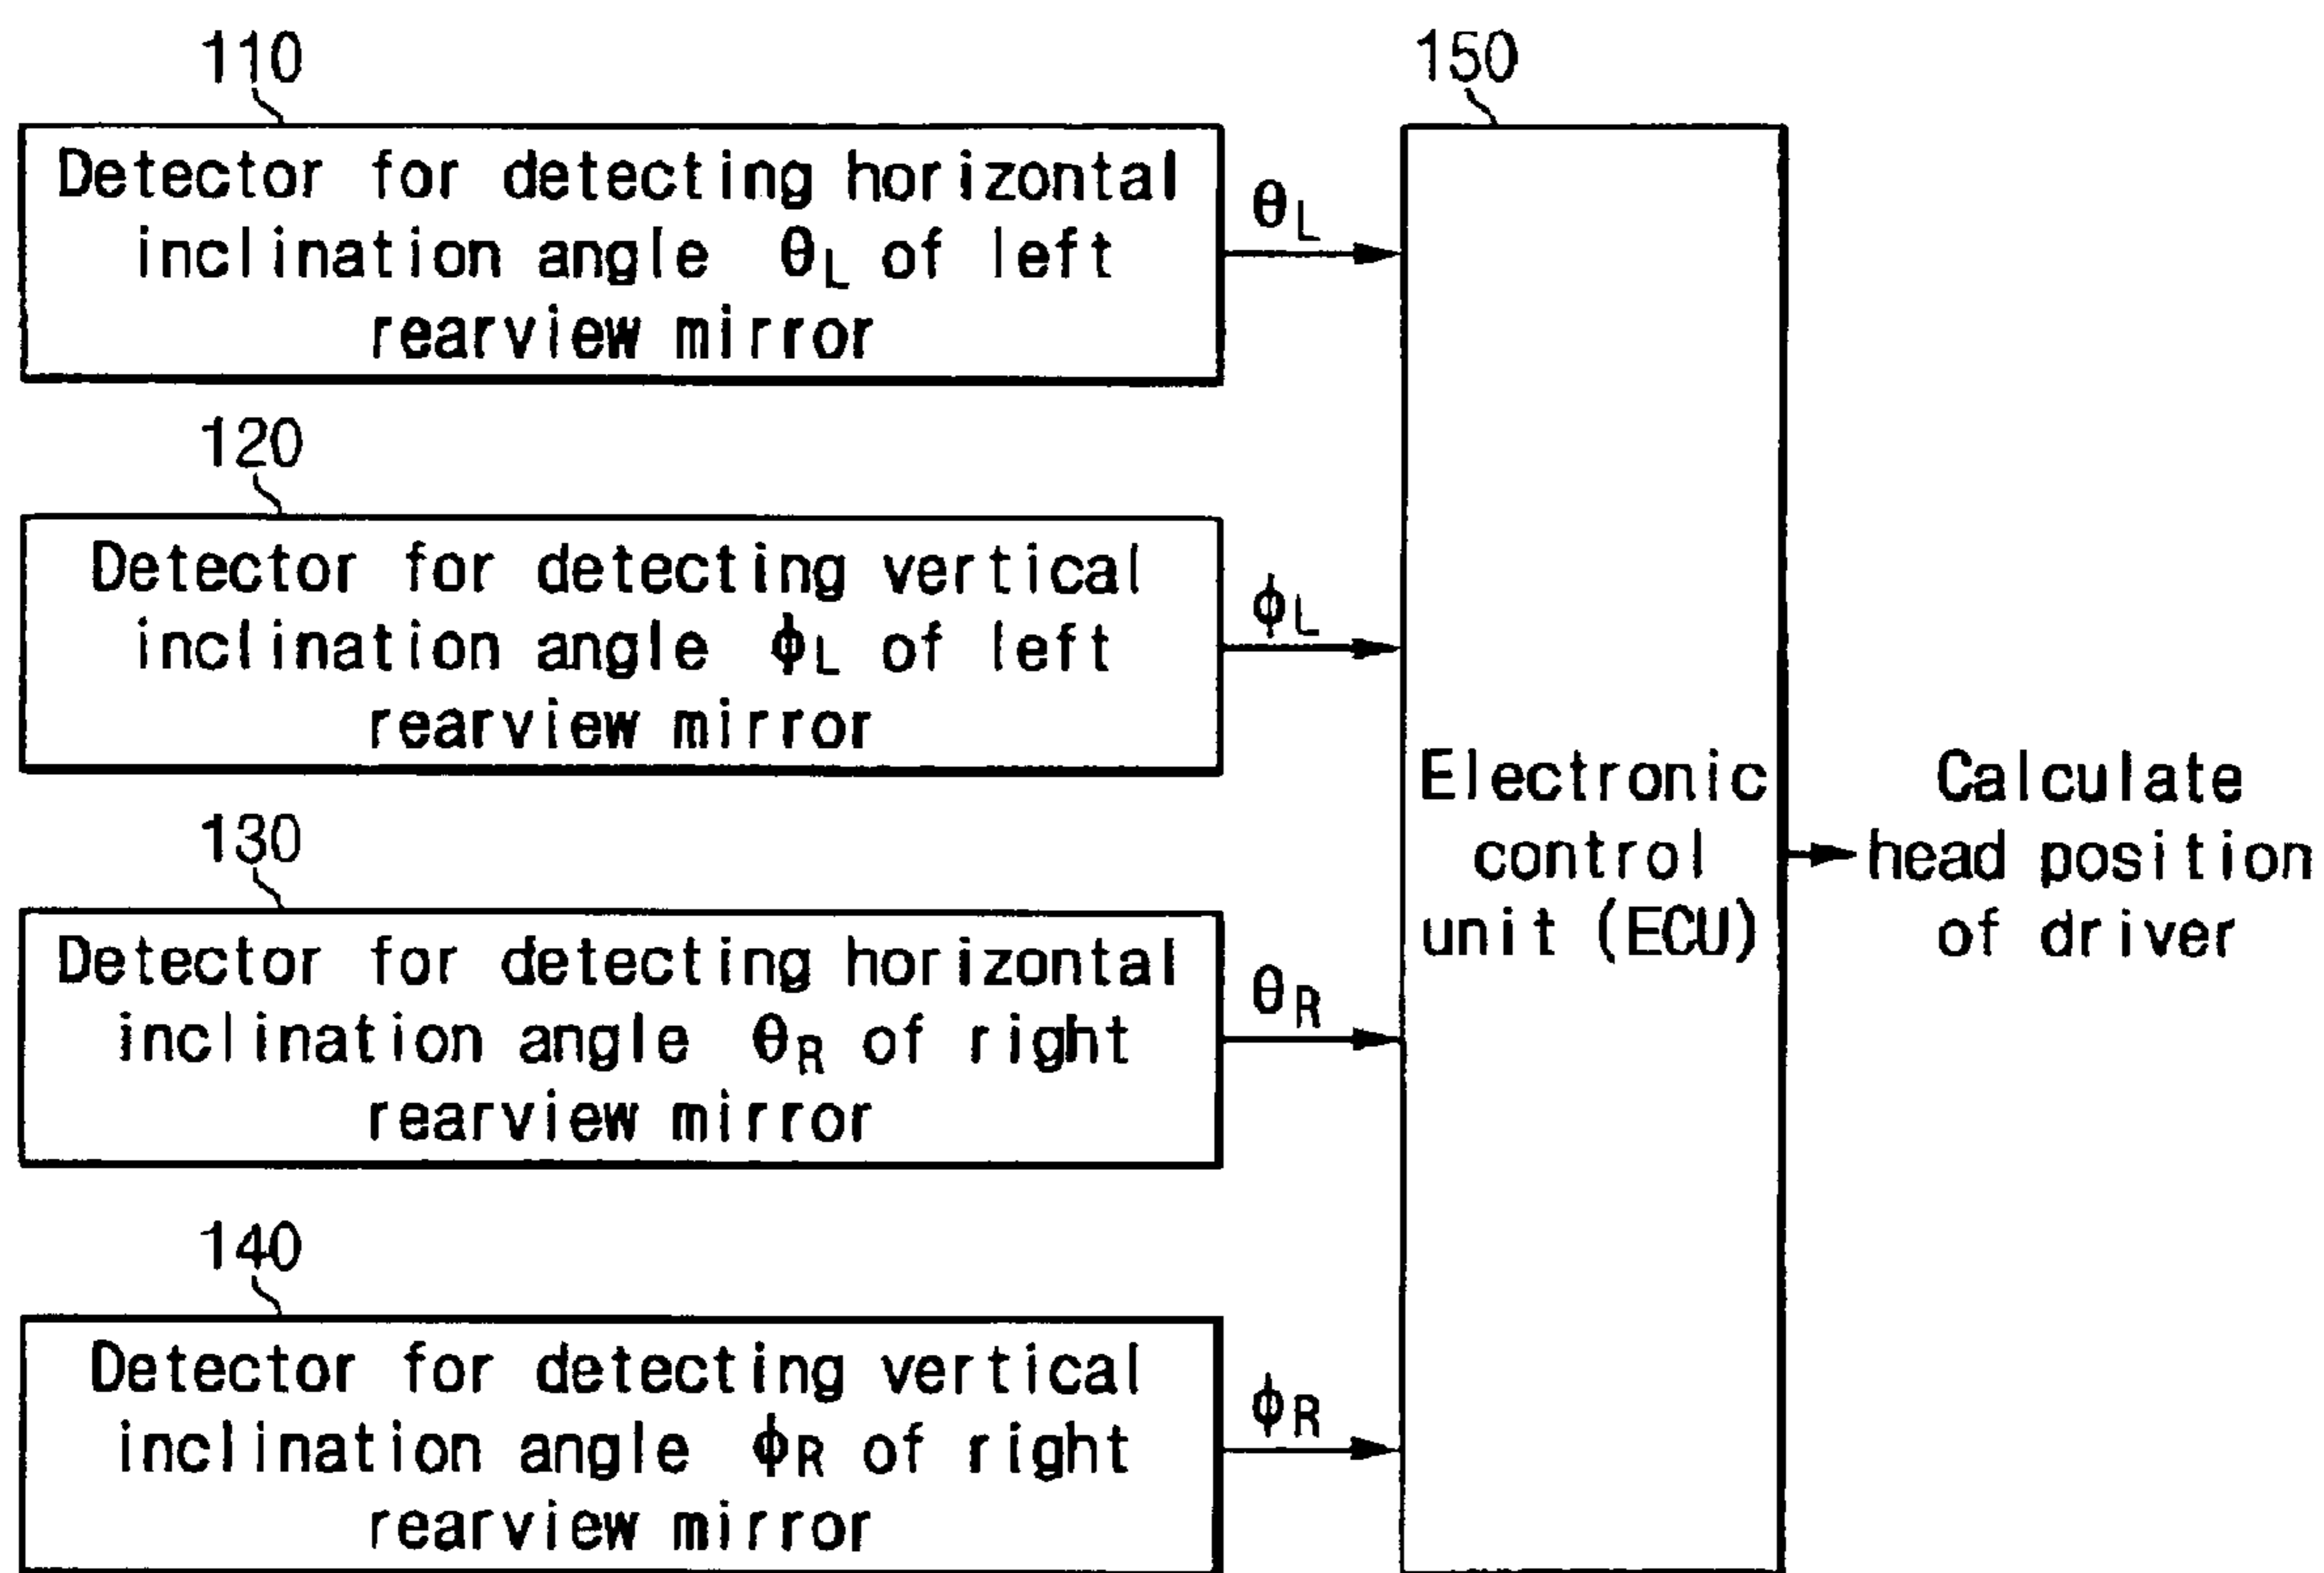 110
Detector for detecting horizontal
inclination angle θL of left
rearview mirror
θL
120
Detector for detecting vertical
inclination angle ϕL of left
rearview mirror
ϕL
130
Detector for detecting horizontal
inclination angle θR of right
rearview mirror
θR
140
Detector for detecting vertical
inclination angle ϕR of right
rearview mirror
ϕR
150
Electronic
control
unit (ECU)
Calculate
head position
of driver